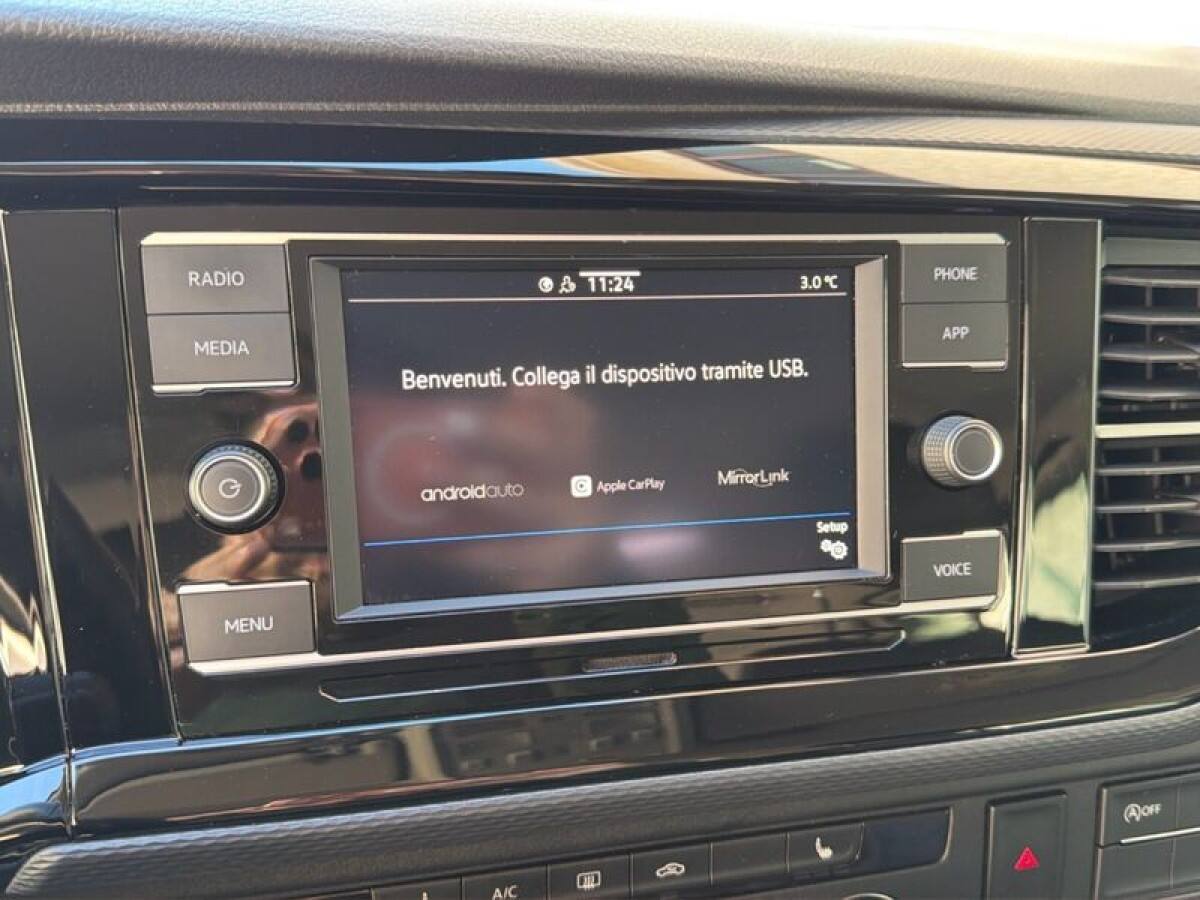 RADIO
MEDIA
11:24
3.0 °C
PHONE
APP
Benvenuti. Collega il dispositivo tramite USB.
androidauto
Apple CarPlay
MirrorLink
Setup
VOICE
MENU
A/C
A OFF